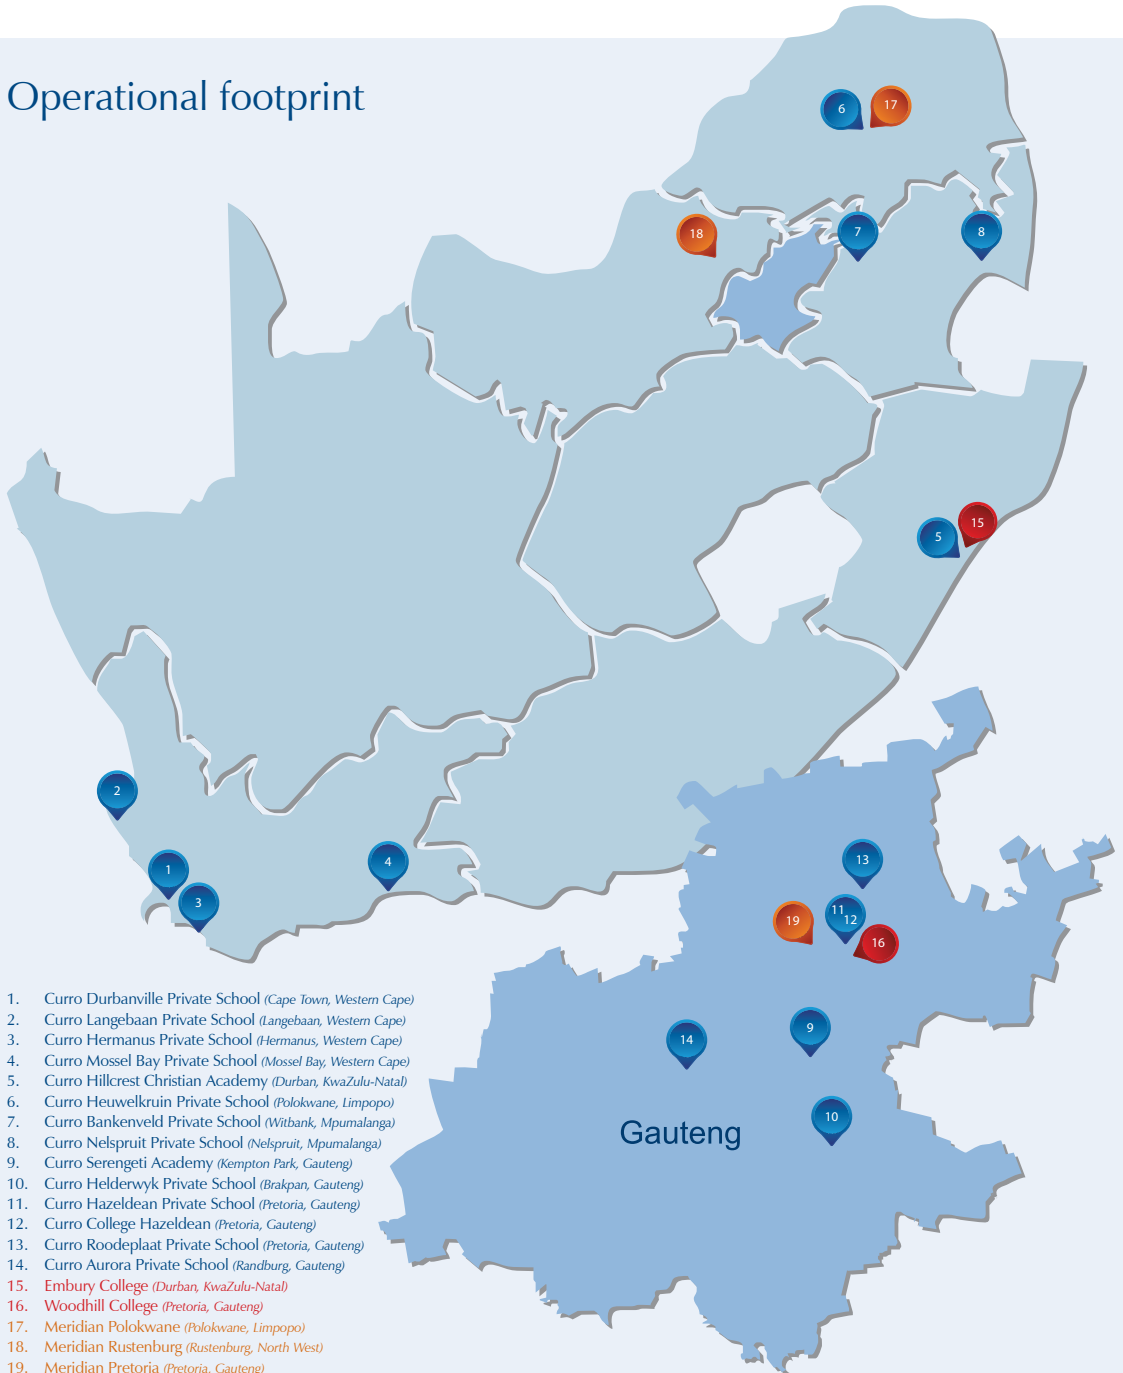 Operational footprint
6
17
18
7
8
5
15
2
1
3
4
13
11
12
19
16
9
14
10
Gauteng
1. Curro Durbanville Private School (Cape Town, Western Cape)
2. Curro Langebaan Private School (Langebaan, Western Cape)
3. Curro Hermanus Private School (Hermanus, Western Cape)
4. Curro Mossel Bay Private School (Mossel Bay, Western Cape)
5. Curro Hillcrest Christian Academy (Durban, KwaZulu-Natal)
6. Curro Heuwelkruin Private School (Polokwane, Limpopo)
7. Curro Bankenveld Private School (Witbank, Mpumalanga)
8. Curro Nelspruit Private School (Nelspruit, Mpumalanga)
9. Curro Serengeti Academy (Kempton Park, Gauteng)
10. Curro Helderwyk Private School (Brakpan, Gauteng)
11. Curro Hazeldean Private School (Pretoria, Gauteng)
12. Curro College Hazeldean (Pretoria, Gauteng)
13. Curro Roodeplaat Private School (Pretoria, Gauteng)
14. Curro Aurora Private School (Randburg, Gauteng)
15. Embury College (Durban, KwaZulu-Natal)
16. Woodhill College (Pretoria, Gauteng)
17. Meridian Polokwane (Polokwane, Limpopo)
18. Meridian Rustenburg (Rustenburg, North West)
19. Meridian Pretoria (Pretoria, Gauteng)